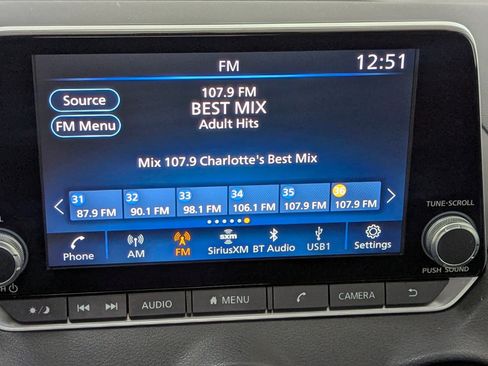 FM 12:51
Source
107.9 FM
BEST MIX
FM Menu
Adult Hits
Mix 107.9 Charlotte's Best Mix
31 32 33 34 35 36
87.9 FM 90.1 FM 98.1 FM 106.1 FM 107.9 FM 107.9 FM
TUNE·SCROLL
Phone AM FM sxm SiriusXM BT Audio USB1 Settings
PUSH SOUND
AUDIO MENU CAMERA